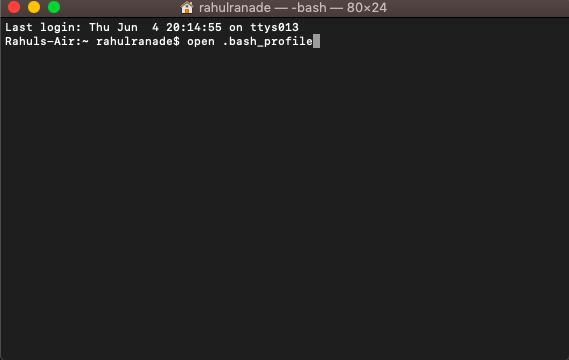 rahulranade — -bash — 80×24
Last login: Thu Jun  4 20:14:55 on ttys013
Rahuls-Air:~ rahulranade$ open .bash_profile